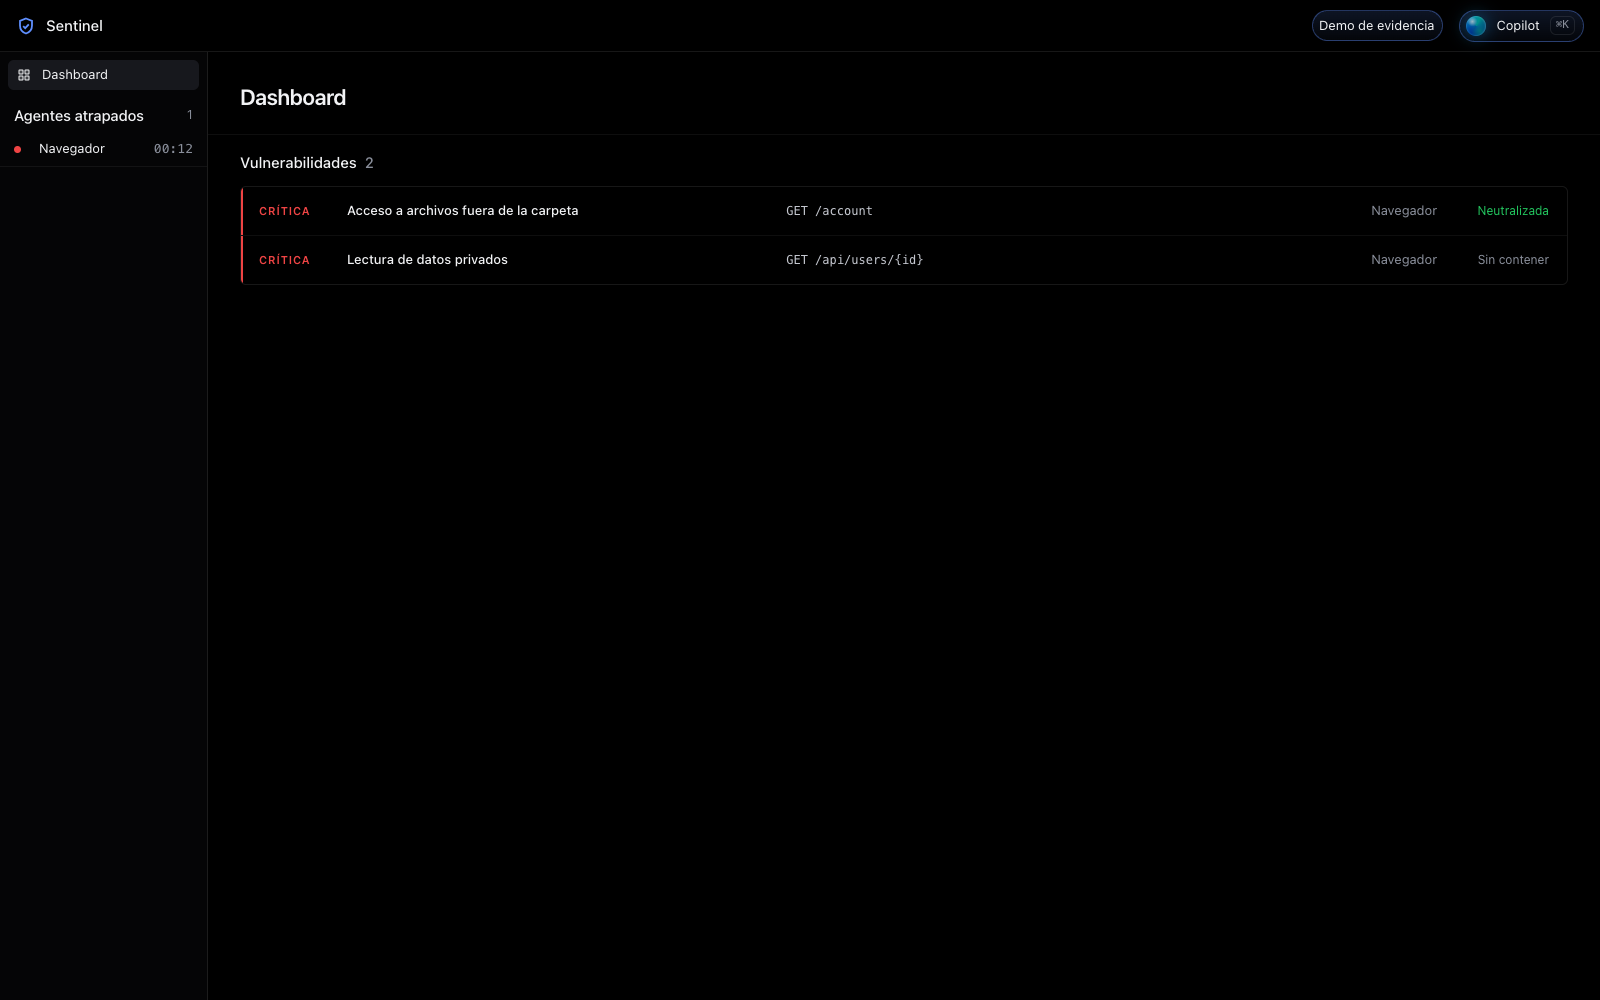 Sentinel
Demo de evidencia
Copilot ⌘K
Dashboard
Agentes atrapados 1
Navegador 00:12
Dashboard
Vulnerabilidades 2
CRÍTICA Acceso a archivos fuera de la carpeta GET /account Navegador Neutralizada
CRÍTICA Lectura de datos privados GET /api/users/{id} Navegador Sin contener